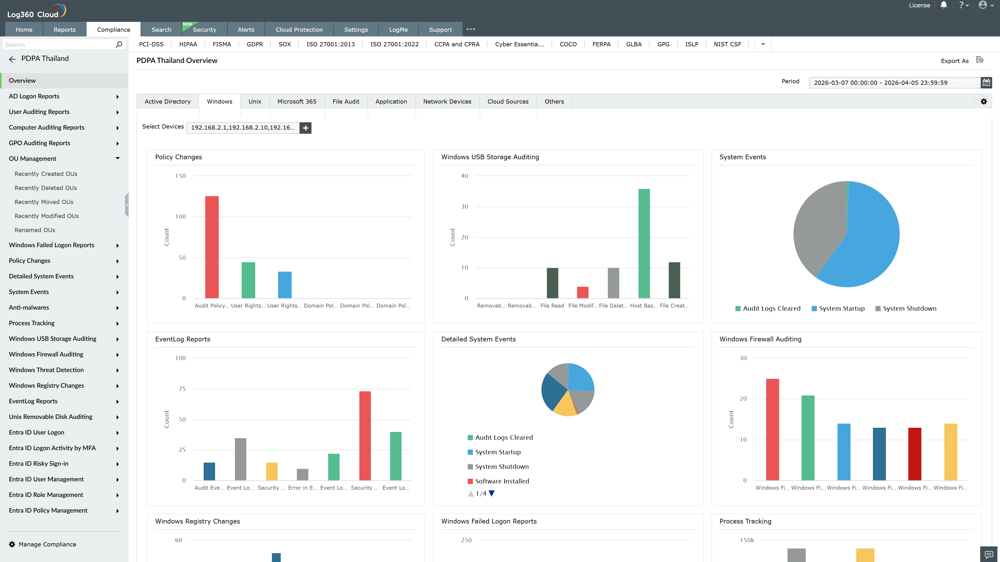 Log360 Cloud
License
?
Home
Reports
Compliance
Search
NEW
Security
Alerts
Cloud Protection
Settings
LogMe
Support
Search
PCI-DSS
HIPAA
FISMA
GDPR
SOX
ISO 27001:2013
ISO 27001:2022
CCPA and CPRA
Cyber Essentia...
COCO
FERPA
GLBA
GPG
ISLP
NIST CSF
PDPA Thailand
Overview
AD Logon Reports
User Auditing Reports
Computer Auditing Reports
GPO Auditing Reports
OU Management
Recently Created OUs
Recently Deleted OUs
Recently Moved OUs
Recently Modified OUs
Renamed OUs
Windows Failed Logon Reports
Policy Changes
Detailed System Events
System Events
Anti-malwares
Process Tracking
Windows USB Storage Auditing
Windows Firewall Auditing
Windows Threat Detection
Windows Registry Changes
EventLog Reports
Unix Removable Disk Auditing
Entra ID User Logon
Entra ID Logon Activity by MFA
Entra ID Risky Sign-in
Entra ID User Management
Entra ID Role Management
Entra ID Policy Management
Manage Compliance
PDPA Thailand Overview
Export As
Period
2026-03-07 00:00:00 - 2026-04-05 23:59:59
Active Directory
Windows
Unix
Microsoft 365
File Audit
Application
Network Devices
Cloud Sources
Others
Select Devices
192.168.2.1,192.168.2.10,192.16...
Policy Changes
150
100
50
0
Count
Audit Policy...
User Rights...
User Rights...
Domain Pol...
Domain Pol...
Domain Pol...
Windows USB Storage Auditing
40
30
20
10
0
Count
Removab...
Removab...
File Read
File Modif...
File Delet...
Host Bas...
File Creat...
System Events
Audit Logs Cleared
System Startup
System Shutdown
EventLog Reports
100
75
50
25
0
Count
Audit Eve...
Event Lo...
Security ...
Error in E...
Event Lo...
Security ...
Event Lo...
Detailed System Events
Audit Logs Cleared
System Startup
System Shutdown
Software Installed
1/4
Windows Firewall Auditing
30
20
10
0
Count
Windows Fi...
Windows Fi...
Windows Fi...
Windows Fi...
Windows Fi...
Windows Fi...
Windows Registry Changes
60
Windows Failed Logon Reports
250
Process Tracking
150k